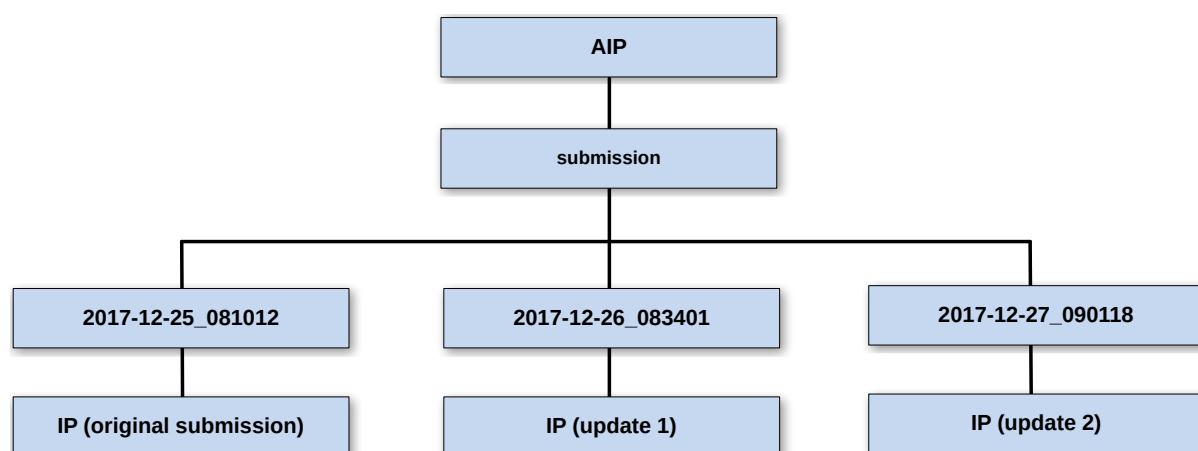 AIP
submission
2017-12-25_081012
2017-12-26_083401
2017-12-27_090118
IP (original submission)
IP (update 1)
IP (update 2)